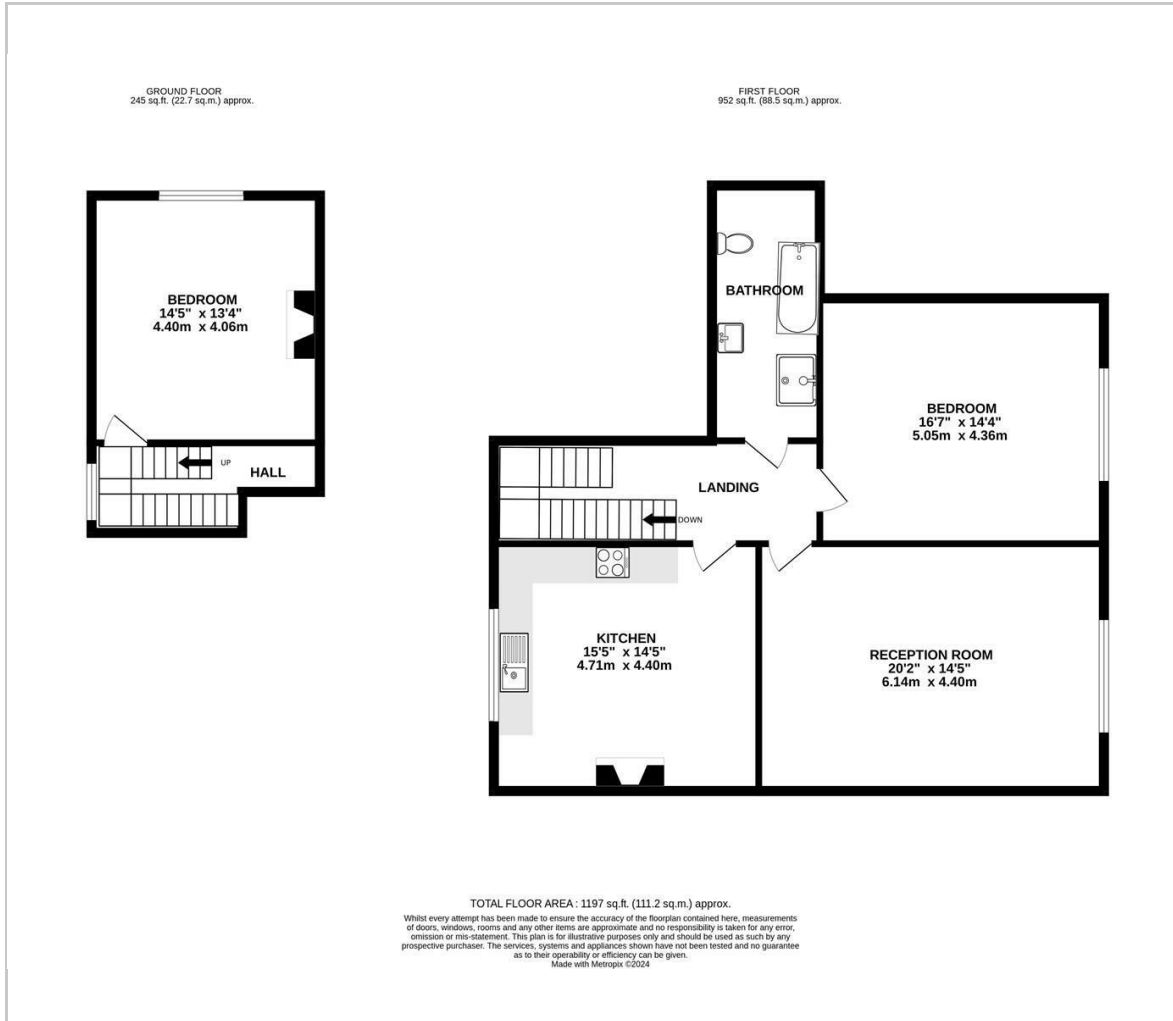 GROUND FLOOR
245 sq.ft. (22.7 sq.m.) approx.
BEDROOM
14'5" x 13'4"
4.40m x 4.06m
UP
HALL
FIRST FLOOR
952 sq.ft. (88.5 sq.m.) approx.
BATHROOM
BEDROOM
16'7" x 14'4"
5.05m x 4.36m
LANDING
DOWN
KITCHEN
15'5" x 14'5"
4.71m x 4.40m
RECEPTION ROOM
20'2" x 14'5"
6.14m x 4.40m
TOTAL FLOOR AREA : 1197 sq.ft. (111.2 sq.m.) approx.
Whilst every attempt has been made to ensure the accuracy of the floorplan contained here, measurements
of doors, windows, rooms and any other items are approximate and no responsibility is taken for any error,
omission or mis-statement. This plan is for illustrative purposes only and should be used as such by any
prospective purchaser. The services, systems and appliances shown have not been tested and no guarantee
as to their operability or efficiency can be given.
Made with Metropix ©2024